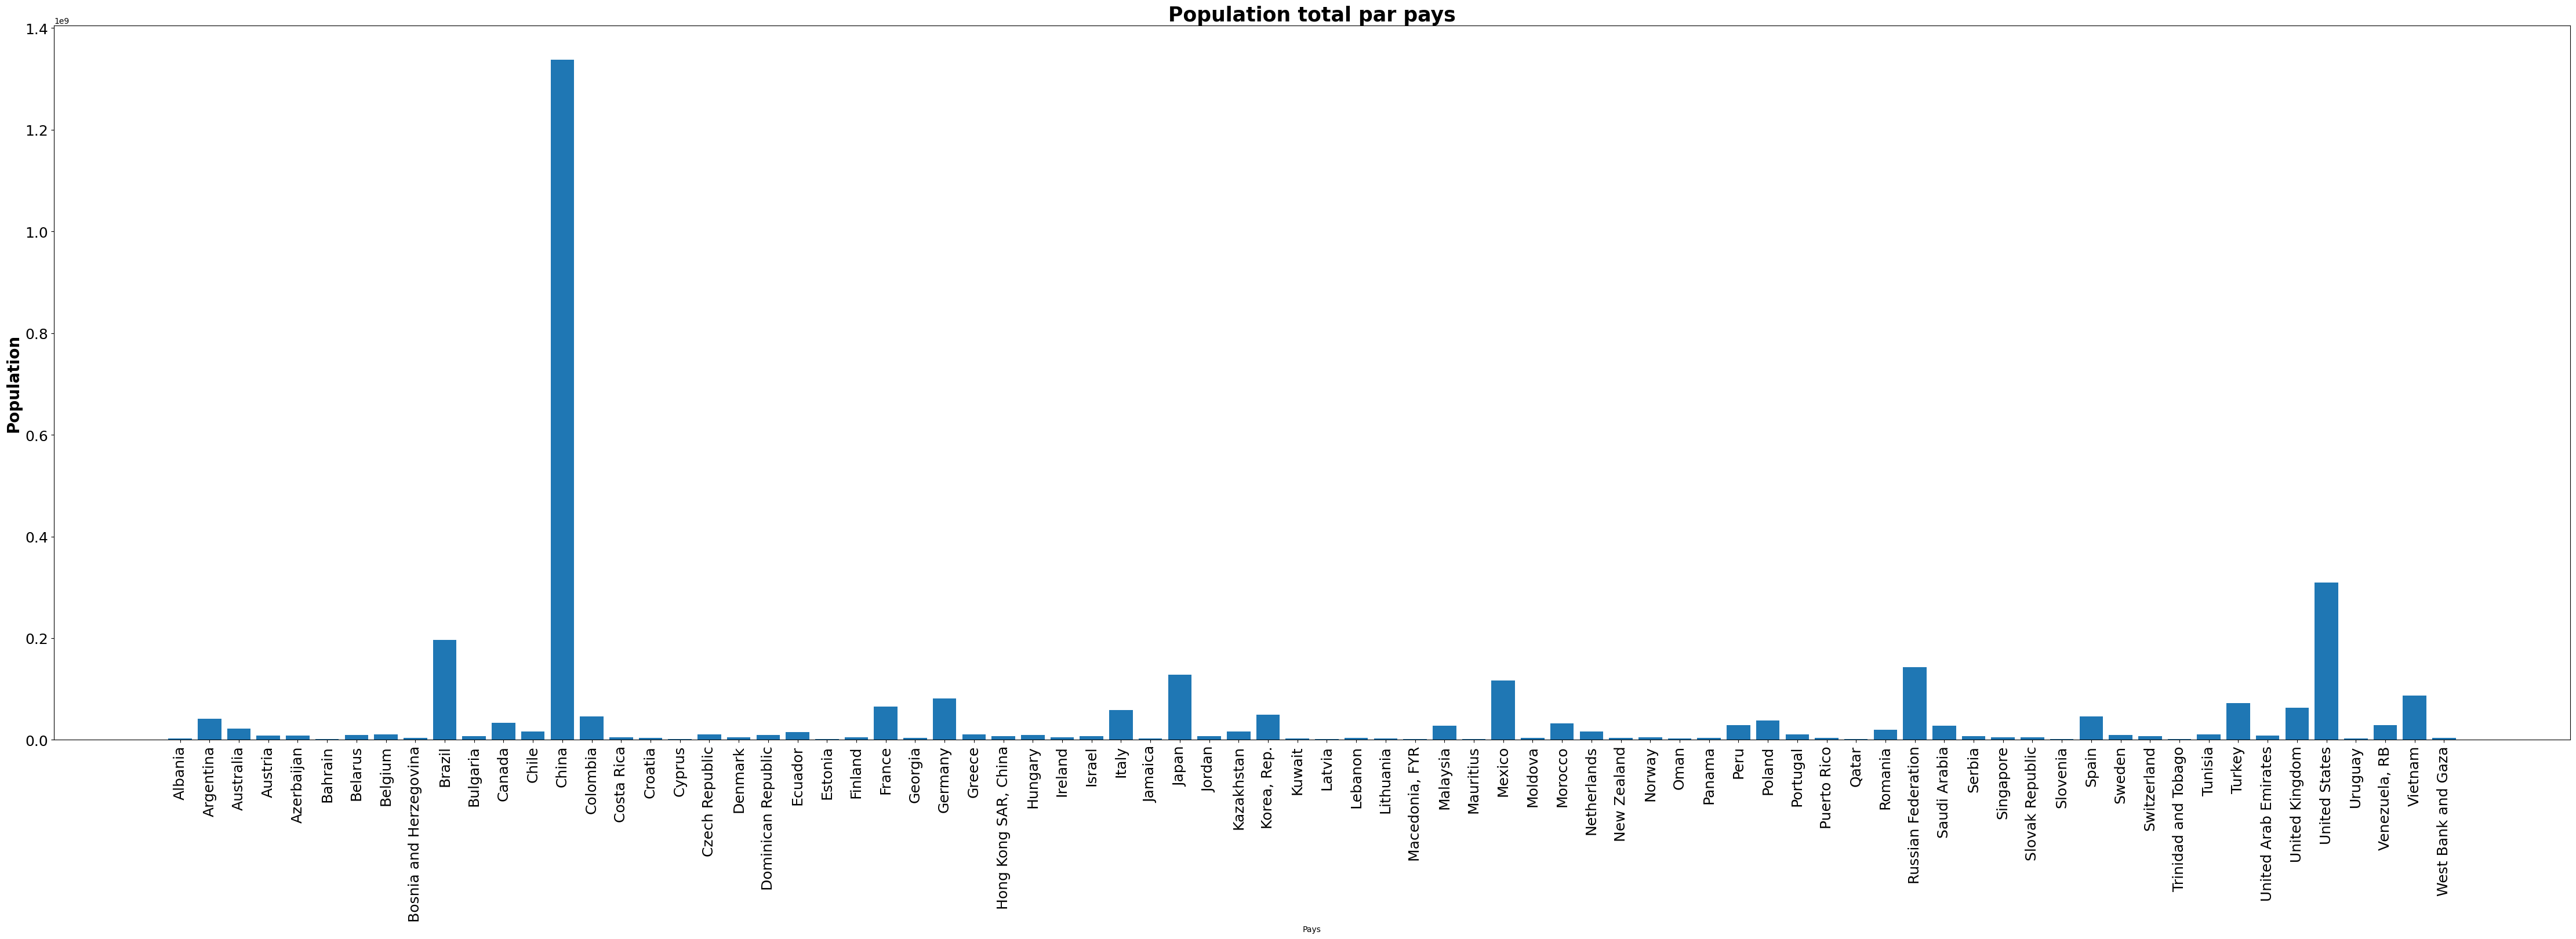 Population total par pays
1e9
1.4
1.2
1.0
0.8
0.6
0.4
0.2
0.0
Population
Albania
Argentina
Australia
Austria
Azerbaijan
Bahrain
Belarus
Belgium
Bosnia and Herzegovina
Brazil
Bulgaria
Canada
Chile
China
Colombia
Costa Rica
Croatia
Cyprus
Czech Republic
Denmark
Dominican Republic
Ecuador
Estonia
Finland
France
Georgia
Germany
Greece
Hong Kong SAR, China
Hungary
Ireland
Israel
Italy
Jamaica
Japan
Jordan
Kazakhstan
Korea, Rep.
Kuwait
Latvia
Lebanon
Lithuania
Macedonia, FYR
Malaysia
Mauritius
Mexico
Moldova
Morocco
Netherlands
New Zealand
Norway
Oman
Panama
Peru
Poland
Portugal
Puerto Rico
Qatar
Romania
Russian Federation
Saudi Arabia
Serbia
Singapore
Slovak Republic
Slovenia
Spain
Sweden
Switzerland
Trinidad and Tobago
Tunisia
Turkey
United Arab Emirates
United Kingdom
United States
Uruguay
Venezuela, RB
Vietnam
West Bank and Gaza
Pays